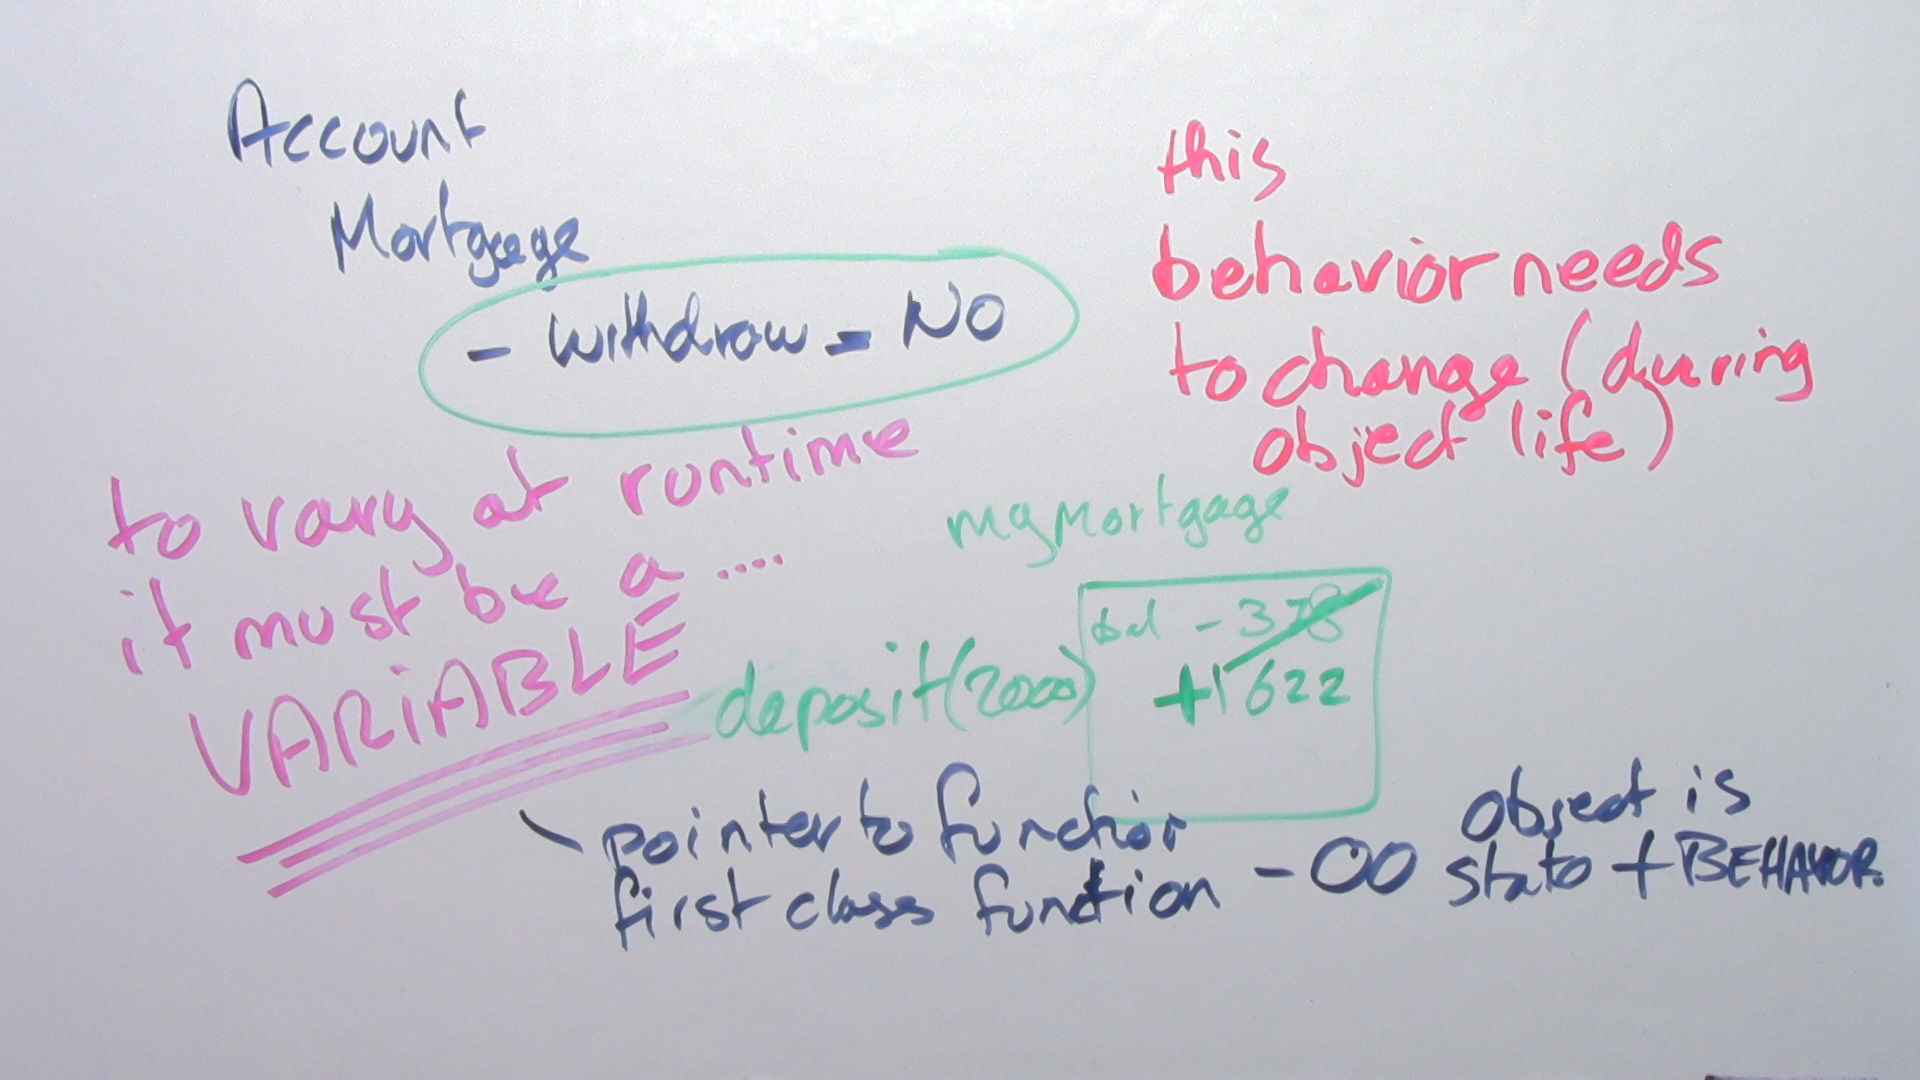 Account
Mortgage
- withdraw = NO
this
behavior needs
to change (during
object life)
to vary at runtime
it must be a ....
VARiABLE
myMortgage
bal - 378
+1622
deposit(2000)
pointer to function
first class function - OO
object is
state + BEHAVIOR.